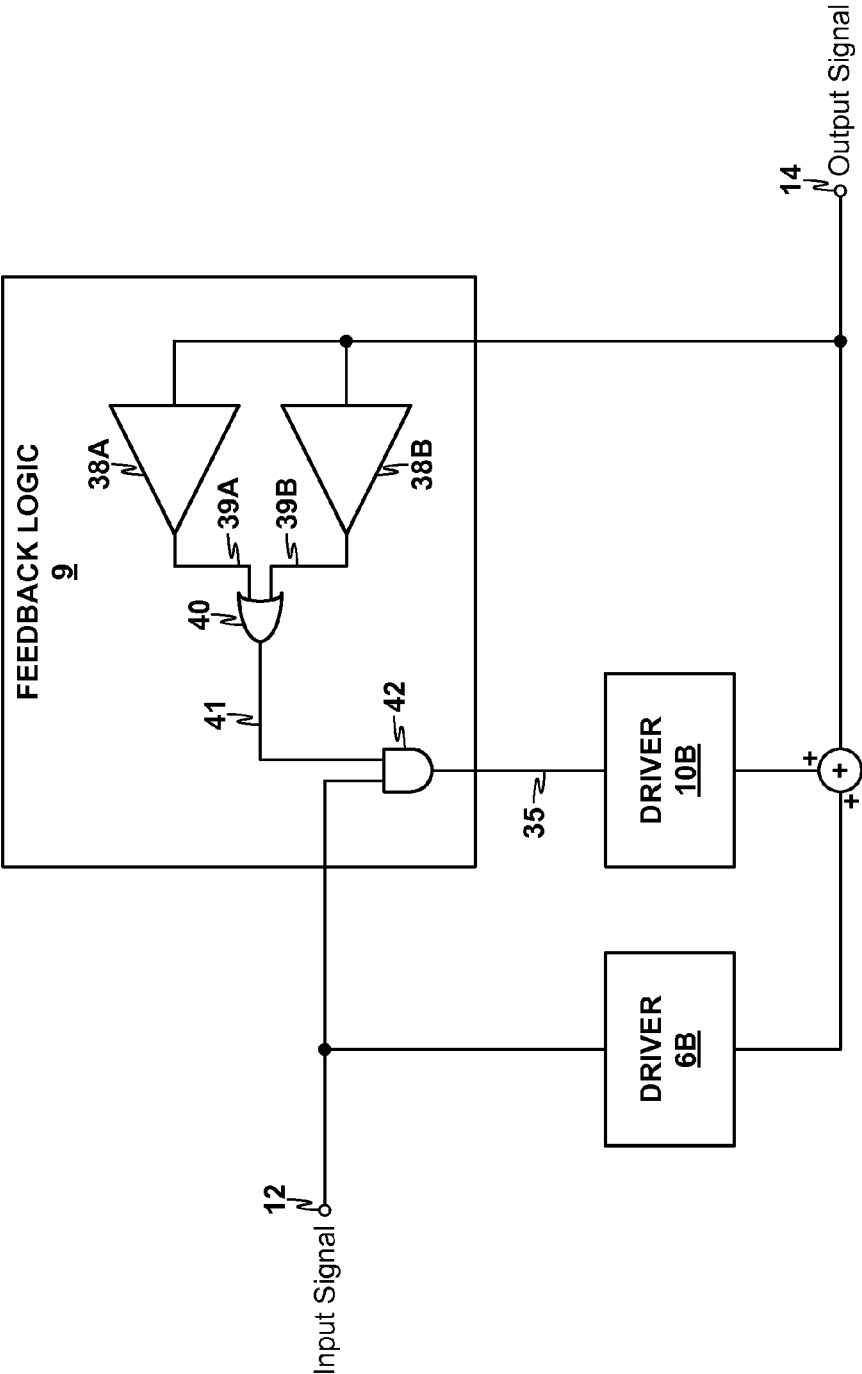 FEEDBACK LOGIC
9
38A
39A
39B
38B
40
41
42
12
Input Signal
35
DRIVER
6B
DRIVER
10B
+
+
+
14
Output Signal